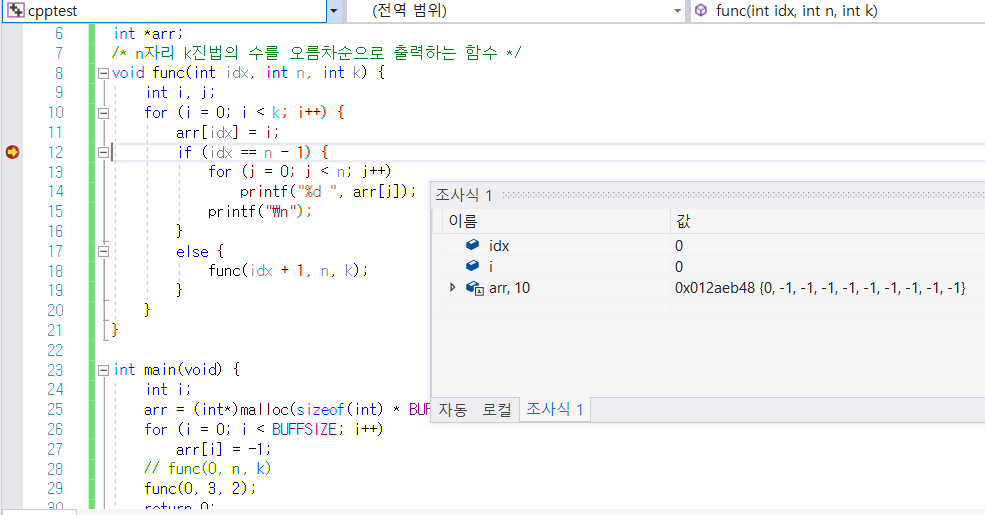 cpptest (전역 범위) func(int idx, int n, int k)
6 int *arr;
7 /* n자리 k진법의 수를 오름차순으로 출력하는 함수 */
8 void func(int idx, int n, int k) {
9 int i, j;
10 for (i = 0; i < k; i++) {
11 arr[idx] = i;
12 if (idx == n - 1) {
13 for (j = 0; j < n; j++)
14 printf("%d ", arr[j]);
15 printf("₩n");
16 }
17 else {
18 func(idx + 1, n, k);
19 }
20 }
21 }
22
23 int main(void) {
24 int i;
25 arr = (int*)malloc(sizeof(int) * BUF
26 for (i = 0; i < BUFFSIZE; i++)
27 arr[i] = -1;
28 // func(0, n, k)
29 func(0, 3, 2);
30 return 0;
조사식 1
이름 값
idx 0
i 0
arr, 10 0x012aeb48 {0, -1, -1, -1, -1, -1, -1, -1, -1, -1}
자동 로컬 조사식 1